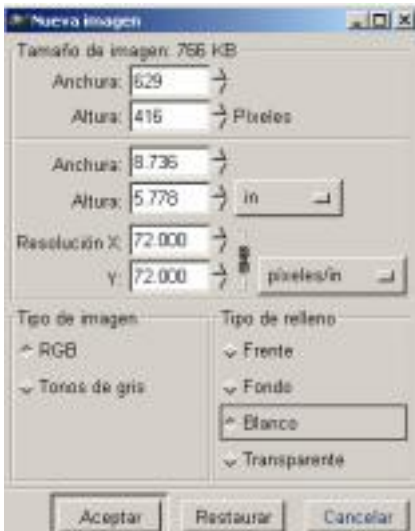 Nueva imagen
Tamaño de imagen: 766 KB
Anchura: 629
Altura: 416 Píxeles
Anchura: 8.736
Altura: 5.778 in
Resolución X: 72.000
Y: 72.000 píxeles/in
Tipo de imagen
RGB
Tonos de gris
Tipo de relleno
Frente
Fondo
Blanco
Transparente
Aceptar Restaurar Cancelar